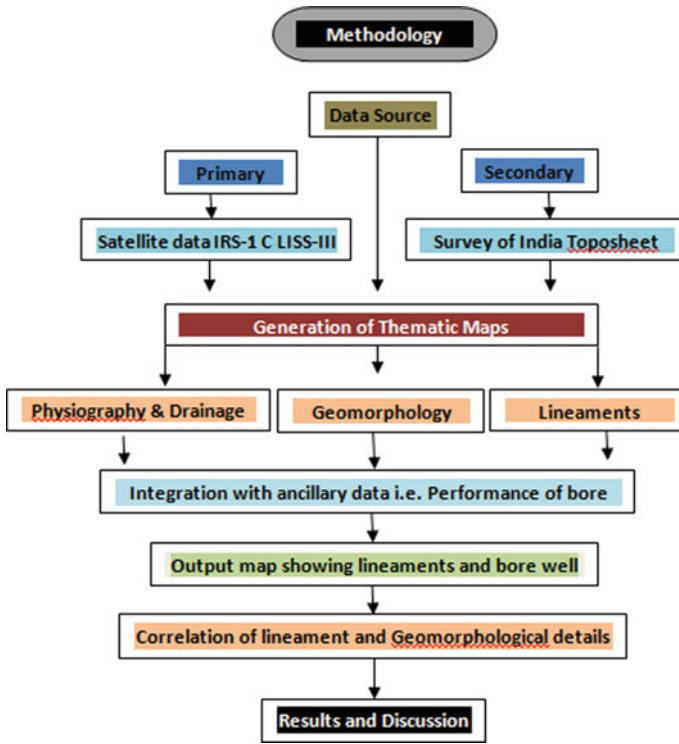 Methodology
Data Source
Primary
Secondary
Satellite data IRS-1 C LISS-III
Survey of India Toposheet
Generation of Thematic Maps
Physiography & Drainage
Geomorphology
Lineaments
Integration with ancillary data i.e. Performance of bore
Output map showing lineaments and bore well
Correlation of lineament and Geomorphological details
Results and Discussion